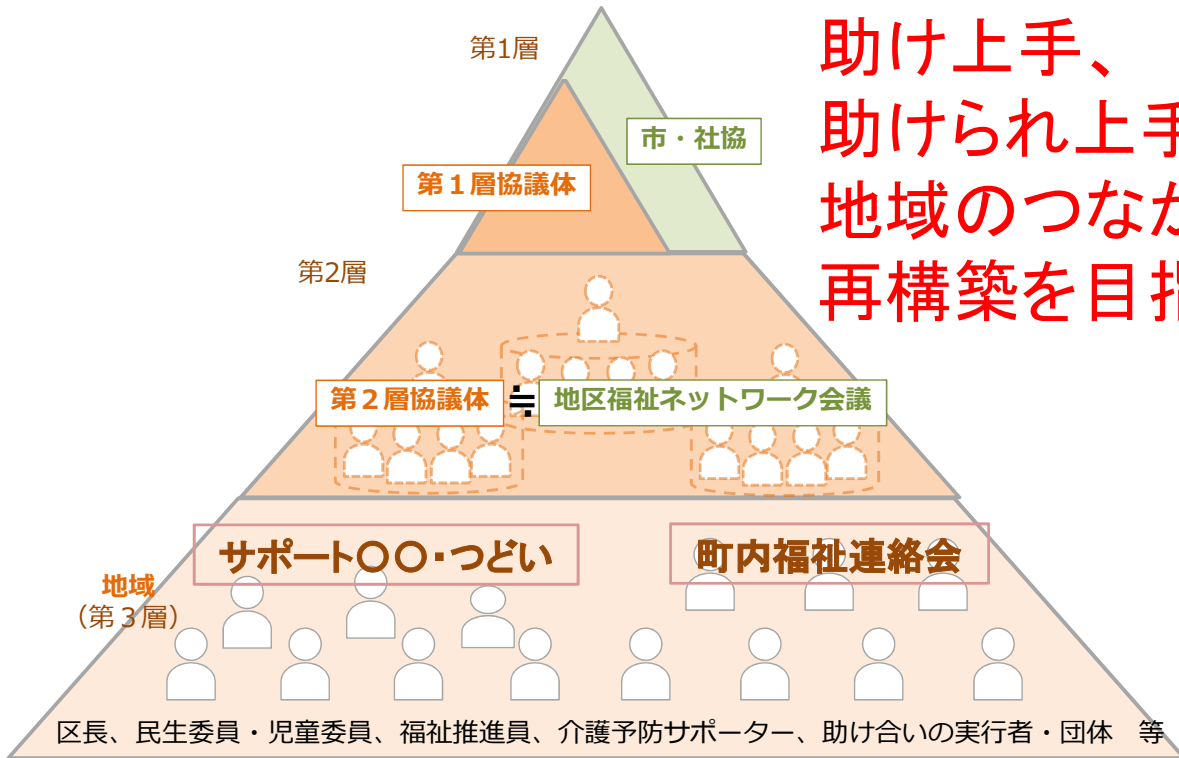 助け上手、
助けられ上手
地域のつなが
再構築を目指
第1層
市・社協
第１層協議体
第2層
第２層協議体 ≒ 地区福祉ネットワーク会議
サポート〇〇・つどい
町内福祉連絡会
地域
（第３層）
区長、民生委員・児童委員、福祉推進員、介護予防サポーター、助け合いの実行者・団体　等